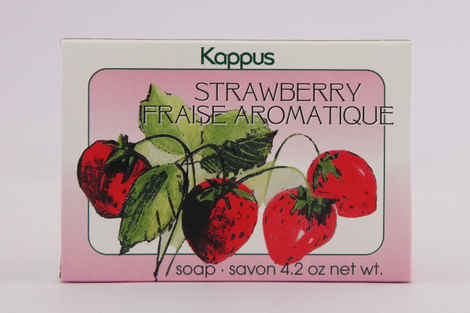 Kappus
STRAWBERRY
FRAISE AROMATIQUE
soap · savon 4.2 oz net wt.